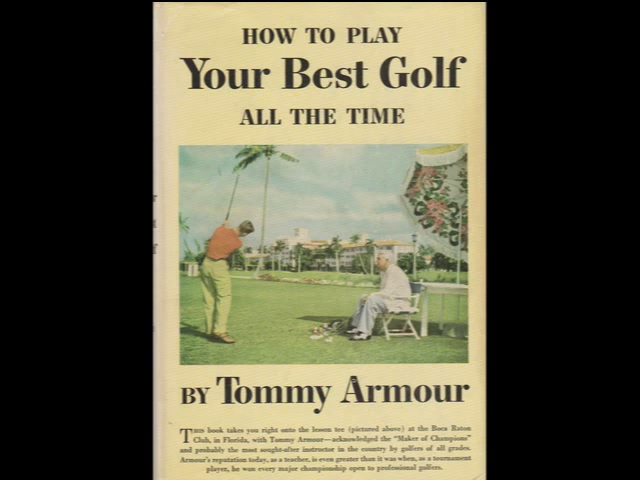 HOW TO PLAY
Your Best Golf
ALL THE TIME
BY Tommy Armour
THIS book takes you right onto the lesson tee (pictured above) at the Boca Raton
Club, in Florida, with Tommy Armour—acknowledged the "Maker of Champions"
and probably the most sought-after instructor in the country by golfers of all grades.
Armour's reputation today, as a teacher, is even greater than it was when, as a tournament
player, he won every major championship open to professional golfers.